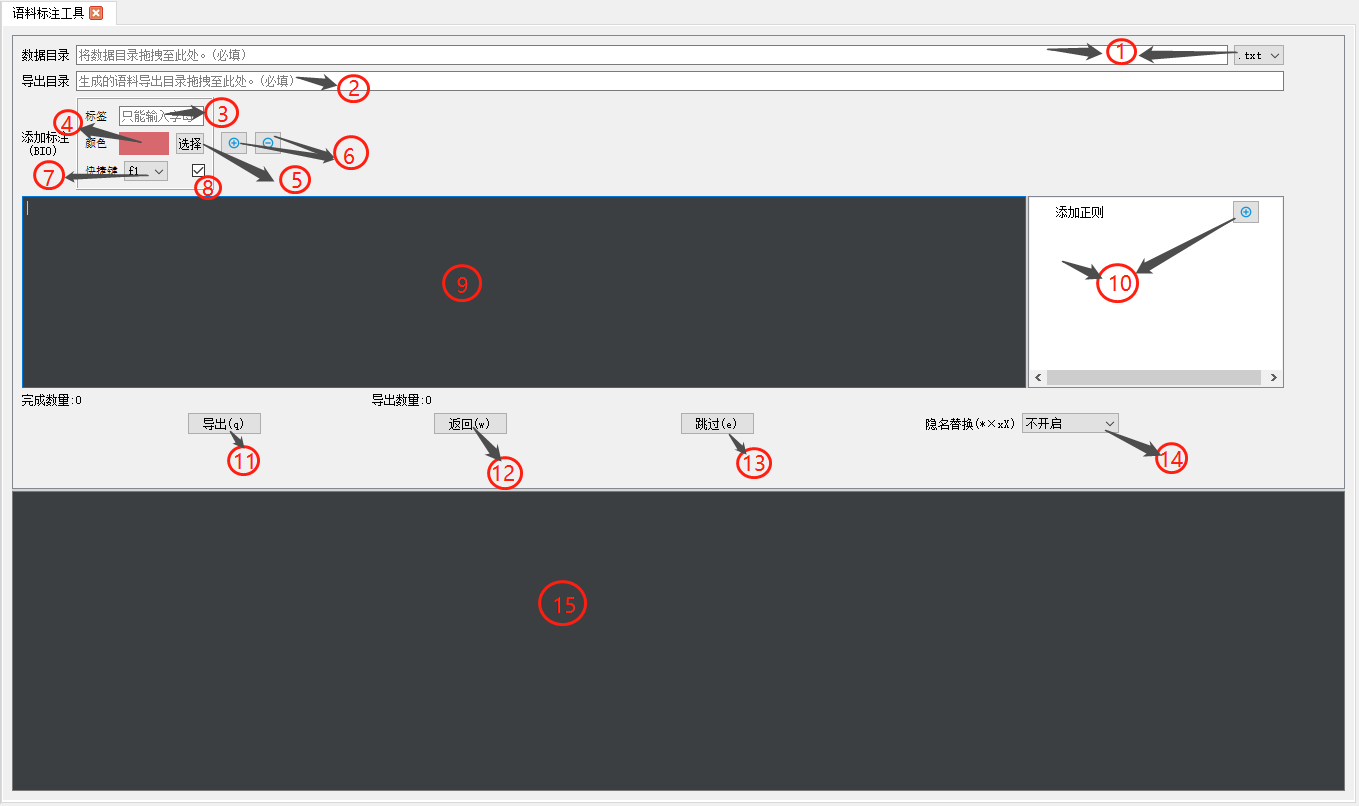 语料标注工具
数据目录 将数据目录拖拽至此处。(必填) 1 .txt
导出目录 生成的语料导出目录拖拽至此处。(必填) 2
标签 只能输入字母 3
4
添加标注
(BIO)
颜色 选择 6
7 快捷键 f1 8 5
9
添加正则
10
完成数量:0 导出数量:0
导出(q) 返回(w) 跳过(e) 隐名替换(*×xX) 不开启
11 12 13 14
15